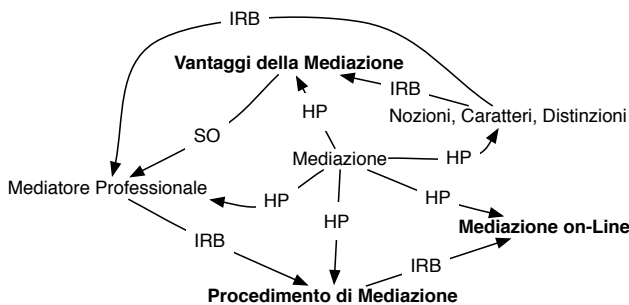 IRB
Vantaggi della Mediazione
IRB
Nozioni, Caratteri, Distinzioni
HP
SO
Mediazione
HP
Mediatore Professionale
HP
HP
HP
Mediazione on-Line
IRB
IRB
Procedimento di Mediazione